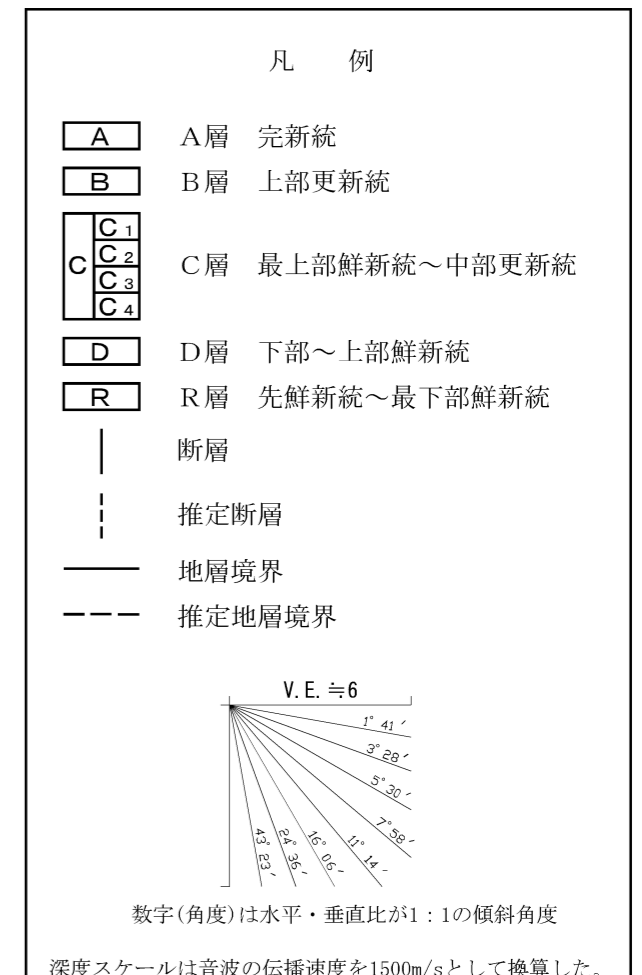 凡　例
A　A層　完新統
B　B層　上部更新統
C　C1　C2　C3　C4　C層　最上部鮮新統～中部更新統
D　D層　下部～上部鮮新統
R　R層　先鮮新統～最下部鮮新統
断層
推定断層
地層境界
推定地層境界
V.E.≒6
1° 41′
3° 28′
5° 30′
7° 58′
11° 14′
16° 06′
24° 36′
43° 23′
数字(角度)は水平・垂直比が1：1の傾斜角度
深度スケールは音波の伝播速度を1500m/sとして換算した。